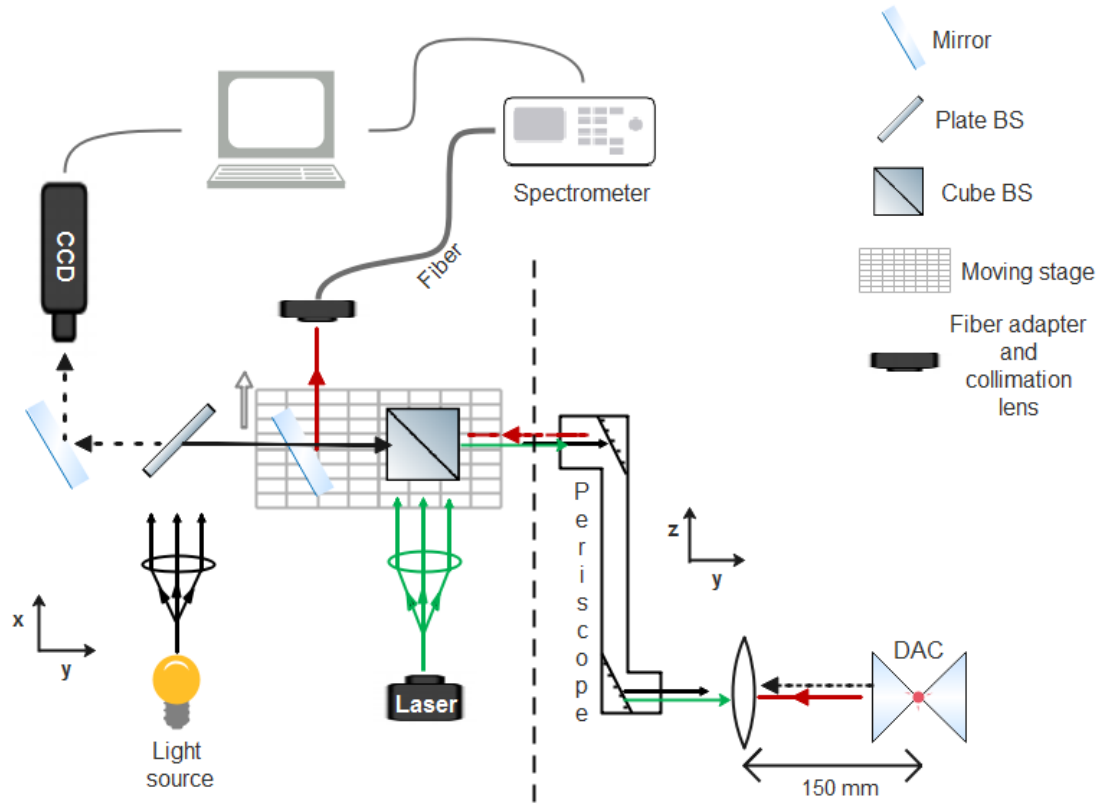 Mirror
Plate BS
Cube BS
Moving stage
Fiber adapter
and
collimation
lens
Spectrometer
CCD
Fiber
Periscope
z
y
x
y
Laser
Light
source
DAC
150 mm